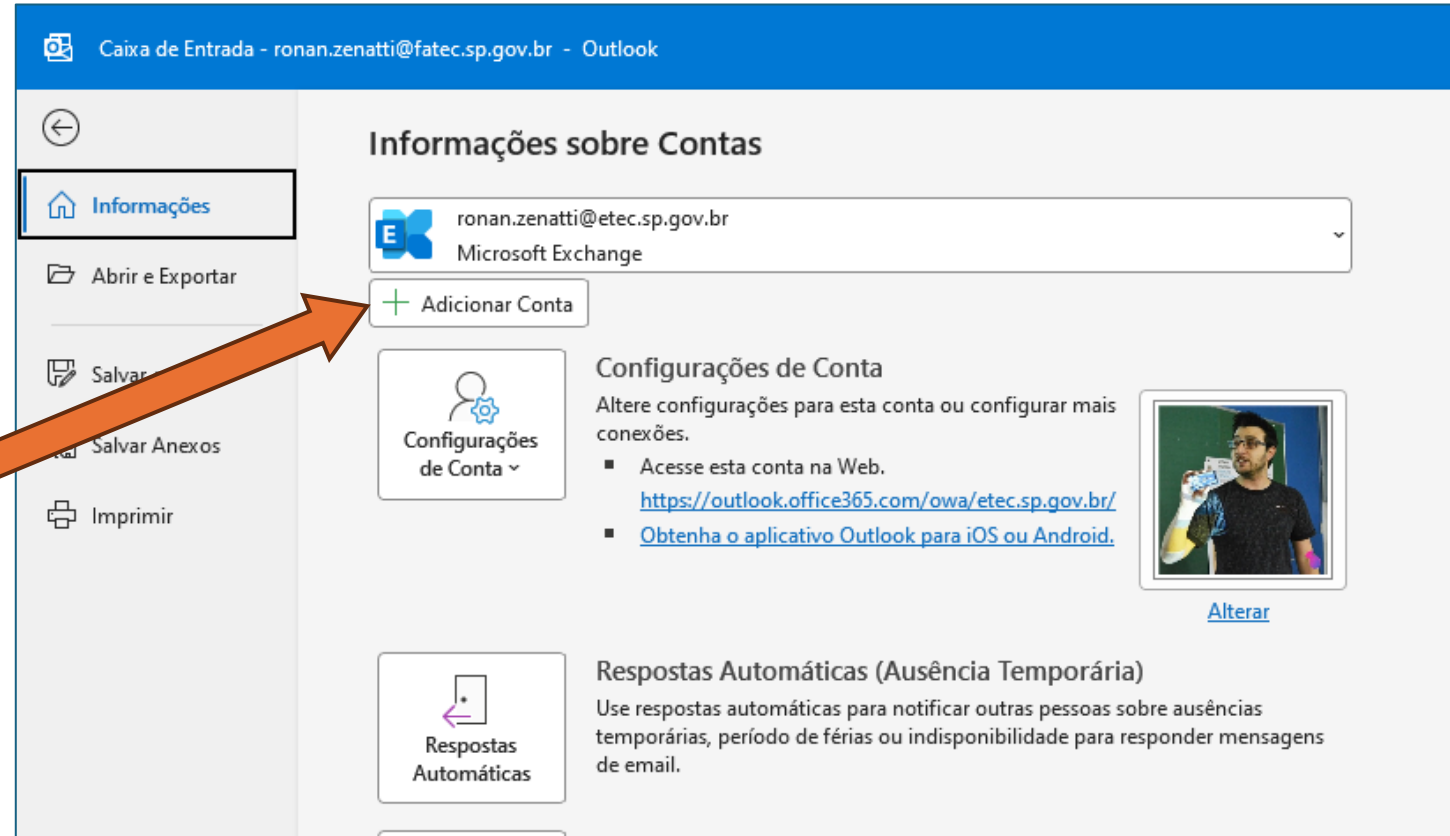 Caixa de Entrada - ronan.zenatti@fatec.sp.gov.br - Outlook
Informações
Abrir e Exportar
Salvar
Salvar Anexos
Imprimir
Informações sobre Contas
E
ronan.zenatti@etec.sp.gov.br
Microsoft Exchange
Adicionar Conta
Configurações
de Conta
Configurações de Conta
Altere configurações para esta conta ou configurar mais
conexões.
Acesse esta conta na Web.
https://outlook.office365.com/owa/etec.sp.gov.br/
Obtenha o aplicativo Outlook para iOS ou Android.
Alterar
Respostas
Automáticas
Respostas Automáticas (Ausência Temporária)
Use respostas automáticas para notificar outras pessoas sobre ausências
temporárias, período de férias ou indisponibilidade para responder mensagens
de email.